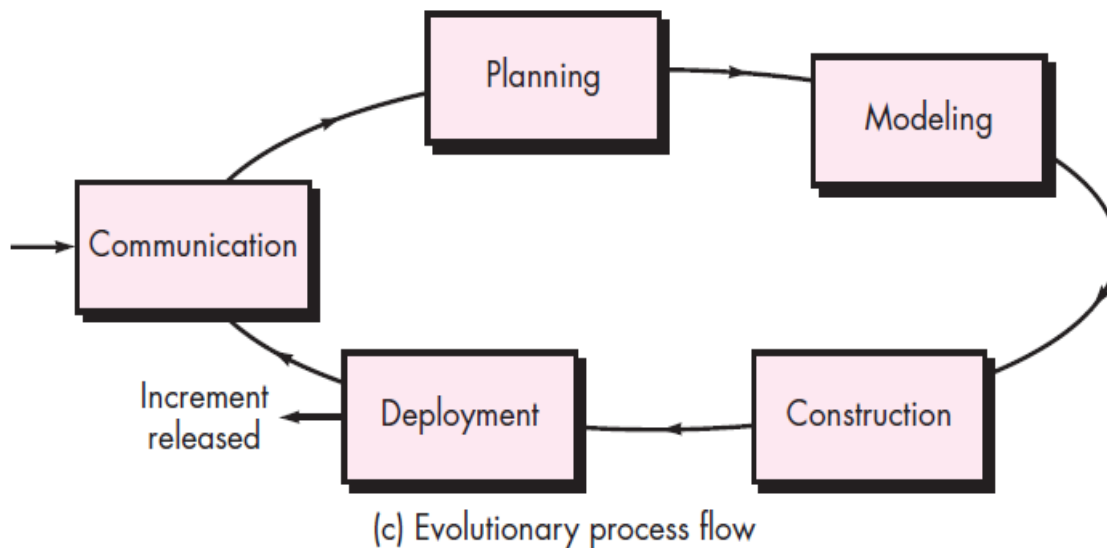 Planning
Modeling
Communication
Increment
released
Deployment
Construction
(c) Evolutionary process flow